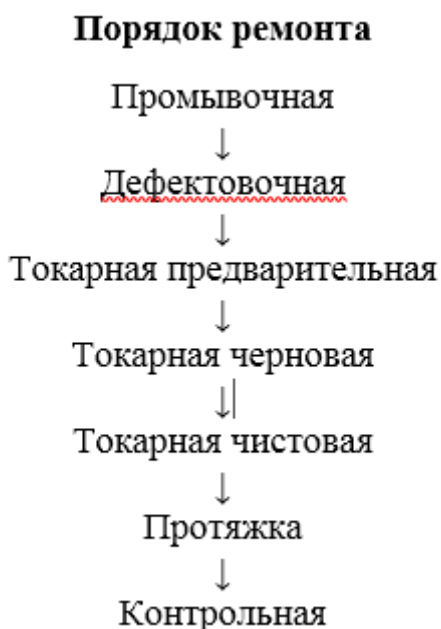 Порядок ремонта
Промывочная
↓
Дефектовочная
↓
Токарная предварительная
↓
Токарная черновая
↓
Токарная чистовая
↓
Протяжка
↓
Контрольная